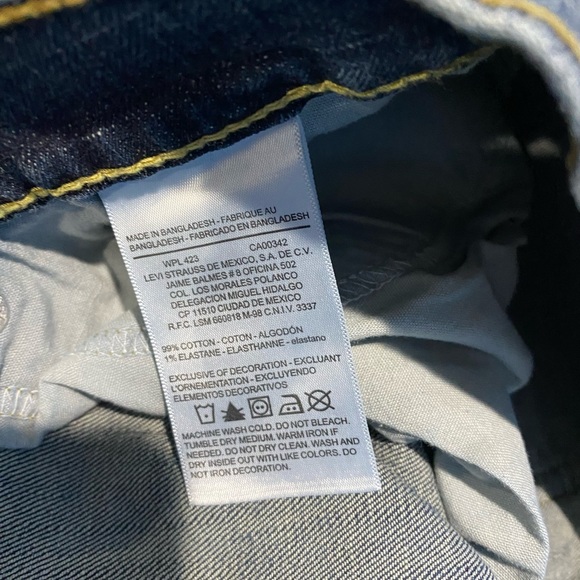 MADE IN BANGLADESH - FABRIQUE AU
BANGLADESH - FABRICADO EN BANGLADESH
WPL 423 CA00342
LEVI STRAUSS DE MEXICO, S.A. DE C.V.
JAIME BALMES # 8 OFICINA 502
COL. LOS MORALES POLANCO
DELEGACION MIGUEL HIDALGO
CP 11510 CIUDAD DE MEXICO
R.F.C. LSM 660818 M-98 C.N.I.V. 3337
99% COTTON - COTON - ALGODÓN
1% ELASTANE - ELASTHANNE - elastano
EXCLUSIVE OF DECORATION - EXCLUANT
L'ORNEMENTATION - EXCLUYENDO
ELEMENTOS DECORATIVOS
MACHINE WASH COLD. DO NOT BLEACH.
TUMBLE DRY MEDIUM. WARM IRON IF
NEEDED. DO NOT DRY CLEAN. WASH AND
DRY INSIDE OUT WITH LIKE COLORS. DO
NOT IRON DECORATION.